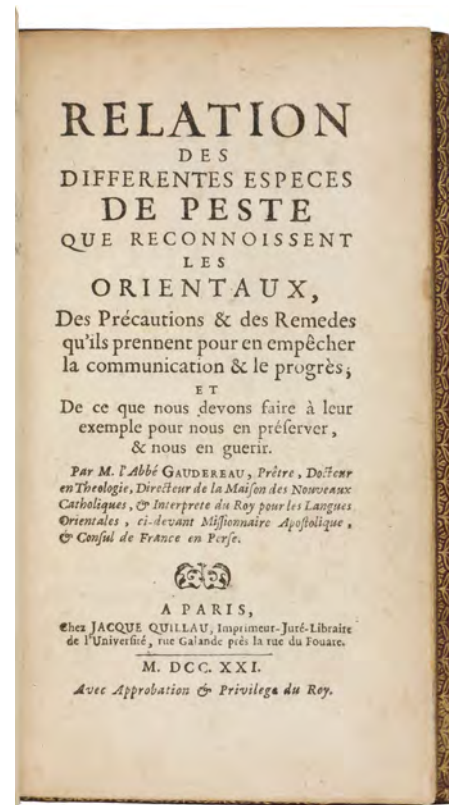 RELATION
DES
DIFFERENTES ESPECES
DE PESTE
QUE RECONNOISSENT
LES
ORIENTAUX,
Des Précautions & des Remedes
qu'ils prennent pour en empêcher
la communication & le progrès;
ET
De ce que nous devons faire à leur
exemple pour nous en préserver,
& nous en guerir.
Par M. l'Abbé GAUDEREAU, Prêtre, Docteur
en Theologie, Directeur de la Maison des Nouveaux
Catholiques, & Interprete du Roy pour les Langues
Orientales, ci-devant Missionnaire Apostolique,
& Consul de France en Perse.
A PARIS,
Chez JACQUE QUILLAU, Imprimeur-Juré-Libraire
de l'Université, rue Galande près la rue du Fouare.
M. DCC. XXI.
Avec Approbation & Privilege du Roy.